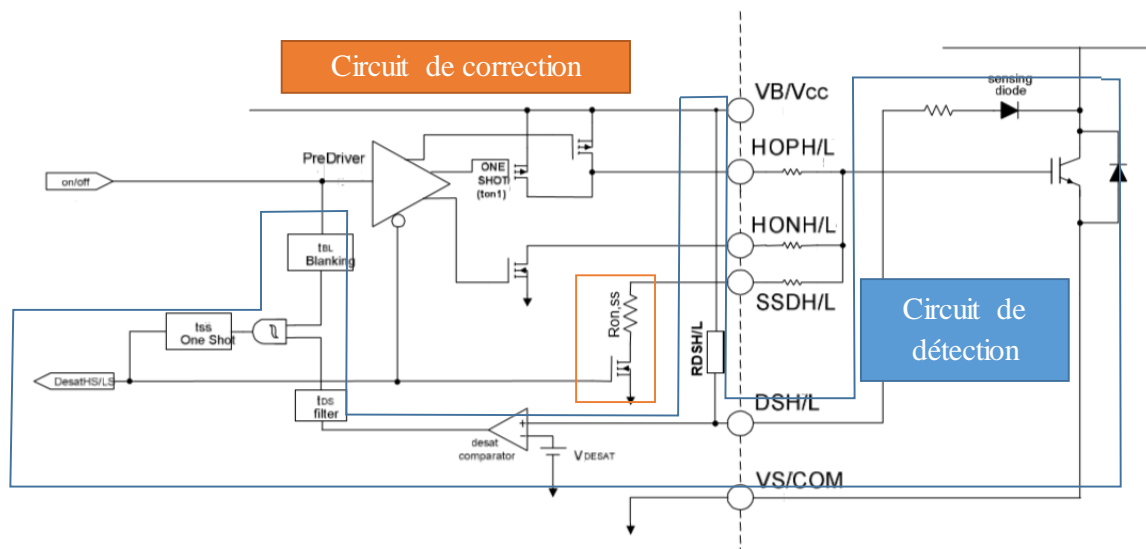 Circuit de correction
VB/Vcc
sensing
diode
PreDriver
HOPH/L
ONE
SHOT
(ton1)
on/off
HONH/L
tBL
Blanking
SSDH/L
Ron,ss
Circuit de
détection
tss
One Shot
RDSH/L
DesatHS/LS
tDS
filter
DSH/L
+
-
desat
comparator
VDESAT
VS/COM